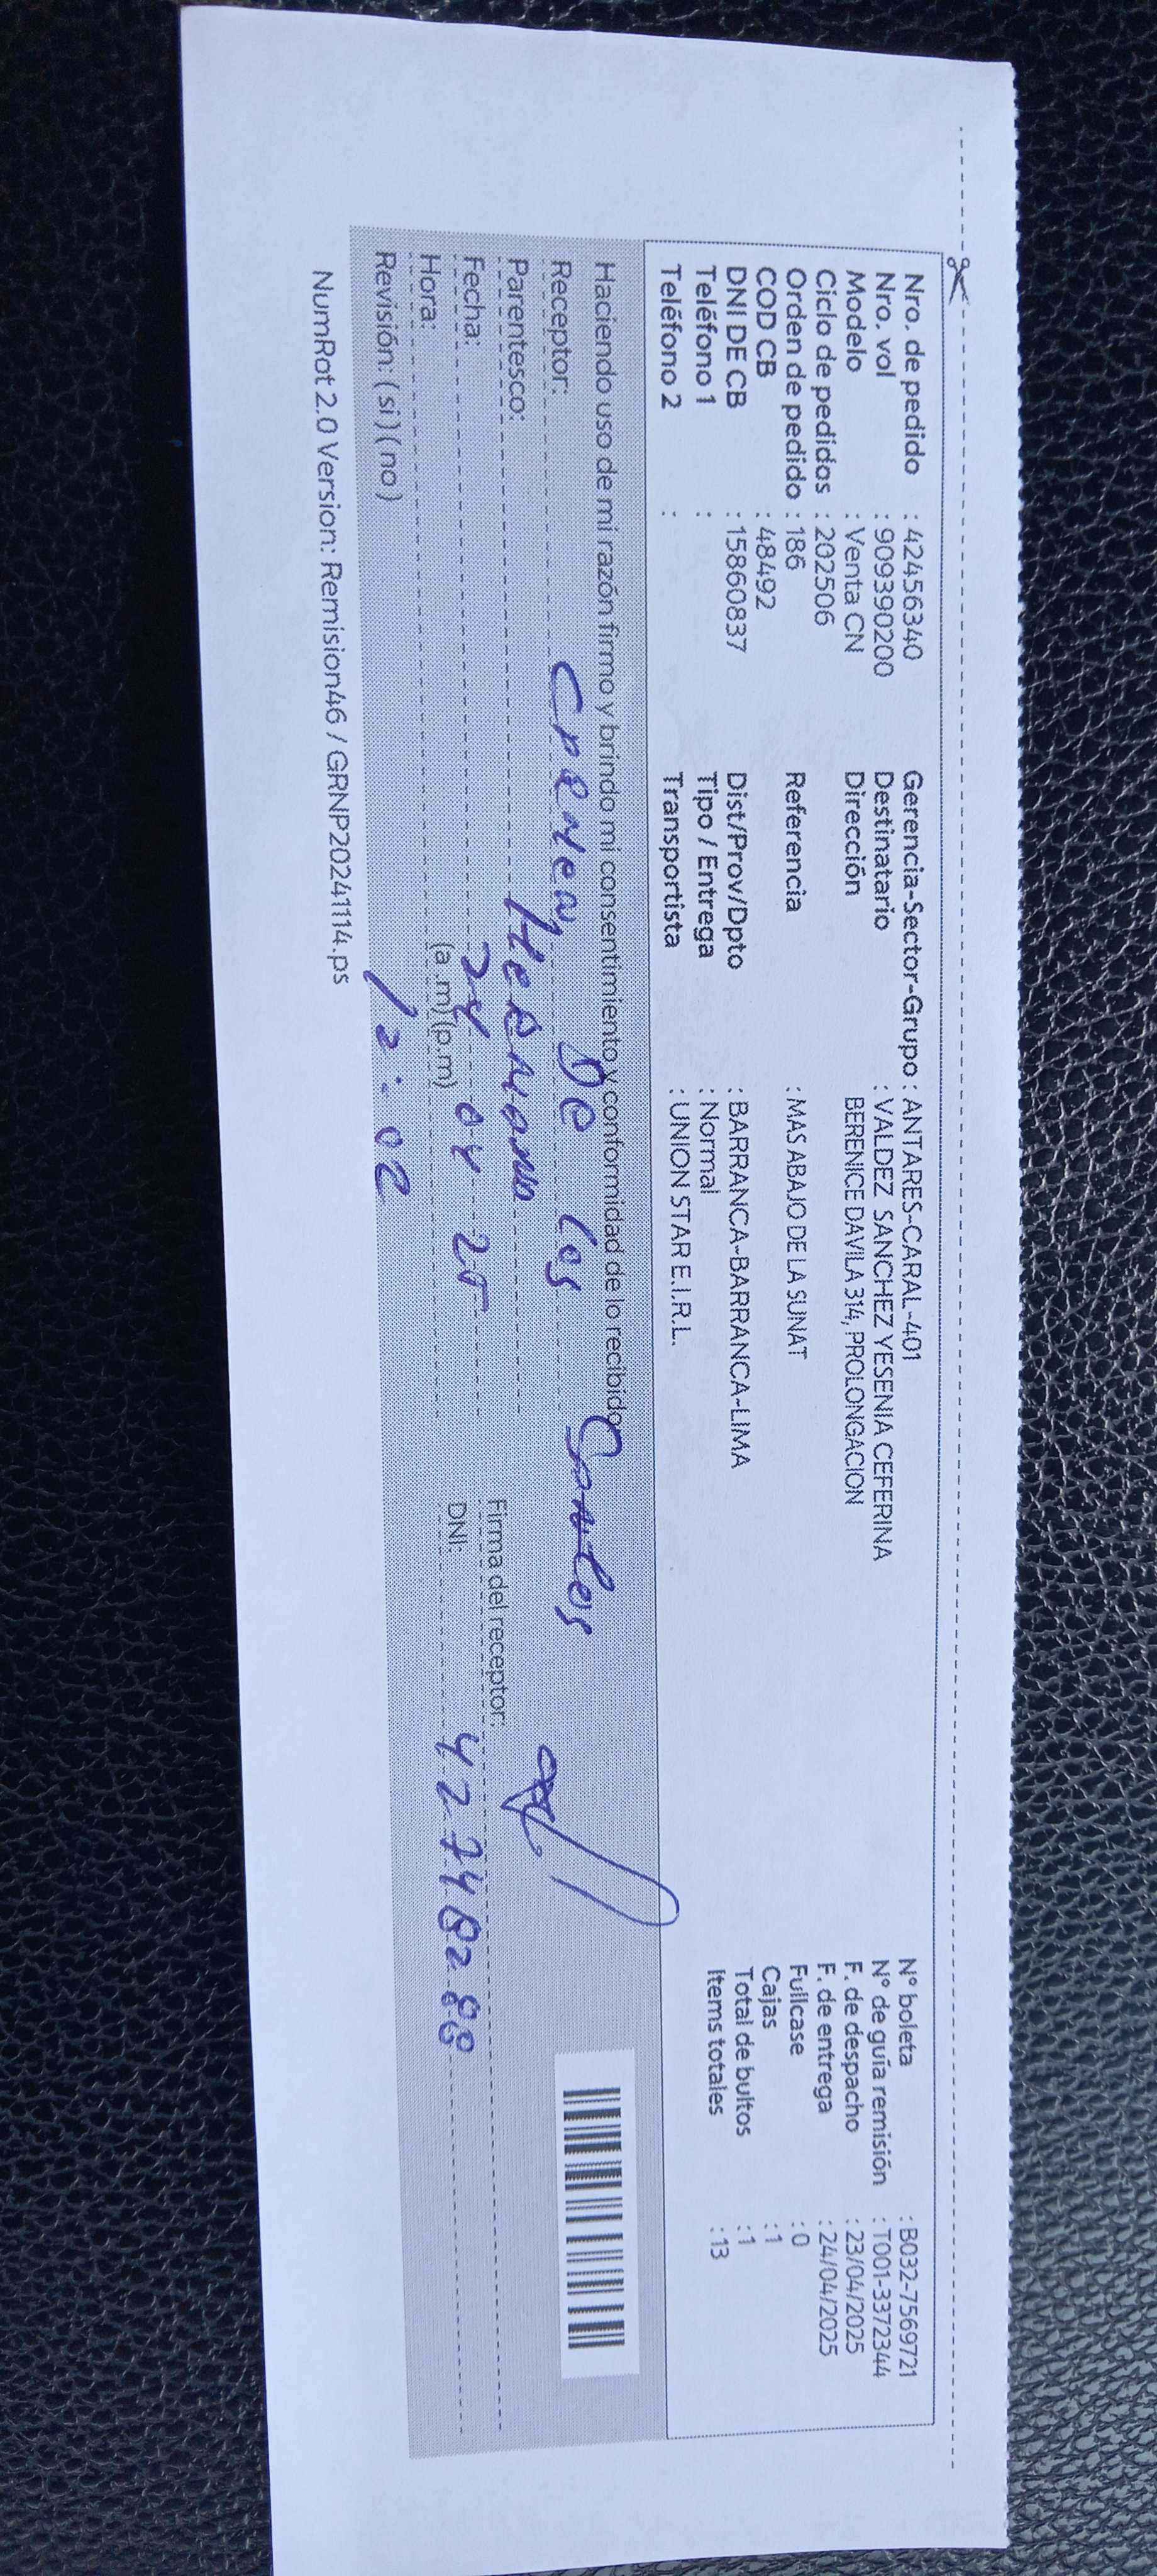 Nro. de pedido : 42456340 Gerencia-Sector-Grupo : ANTARES-CARAL-401 N° boleta : B032-7569721
Nro. vol : 909390200 Destinatario : VALDEZ SANCHEZ YESENIA CEFERINA N° de guía remisión : T001-3372344
Modelo : Venta CN Dirección BERENICE DAVILA 314, PROLONGACION F. de despacho : 23/04/2025
Ciclo de pedidos : 202506 F. de entrega : 24/04/2025
Orden de pedido : 186 Referencia : MAS ABAJO DE LA SUNAT Fullcase : 0
COD CB : 48492 Cajas : 1
DNI DE CB : 15860837 Dist/Prov/Dpto : BARRANCA-BARRANCA-LIMA Total de bultos : 1
Teléfono 1 : Tipo / Entrega : Normal Items totales : 13
Teléfono 2 : Transportista : UNION STAR E.I.R.L.
Haciendo uso de mi razón firmo y brindo mi consentimiento y conformidad de lo recibido
Receptor: Carmen De los Santos
Parentesco: Hermana Firma del receptor:
Fecha: 24 04 25 DNI: 42748288
Hora: (a.m) (p.m)
Revisión: ( si ) ( no ) 12:02
NumRot 2.0 Version: Remision46 / GRNP20241114.ps